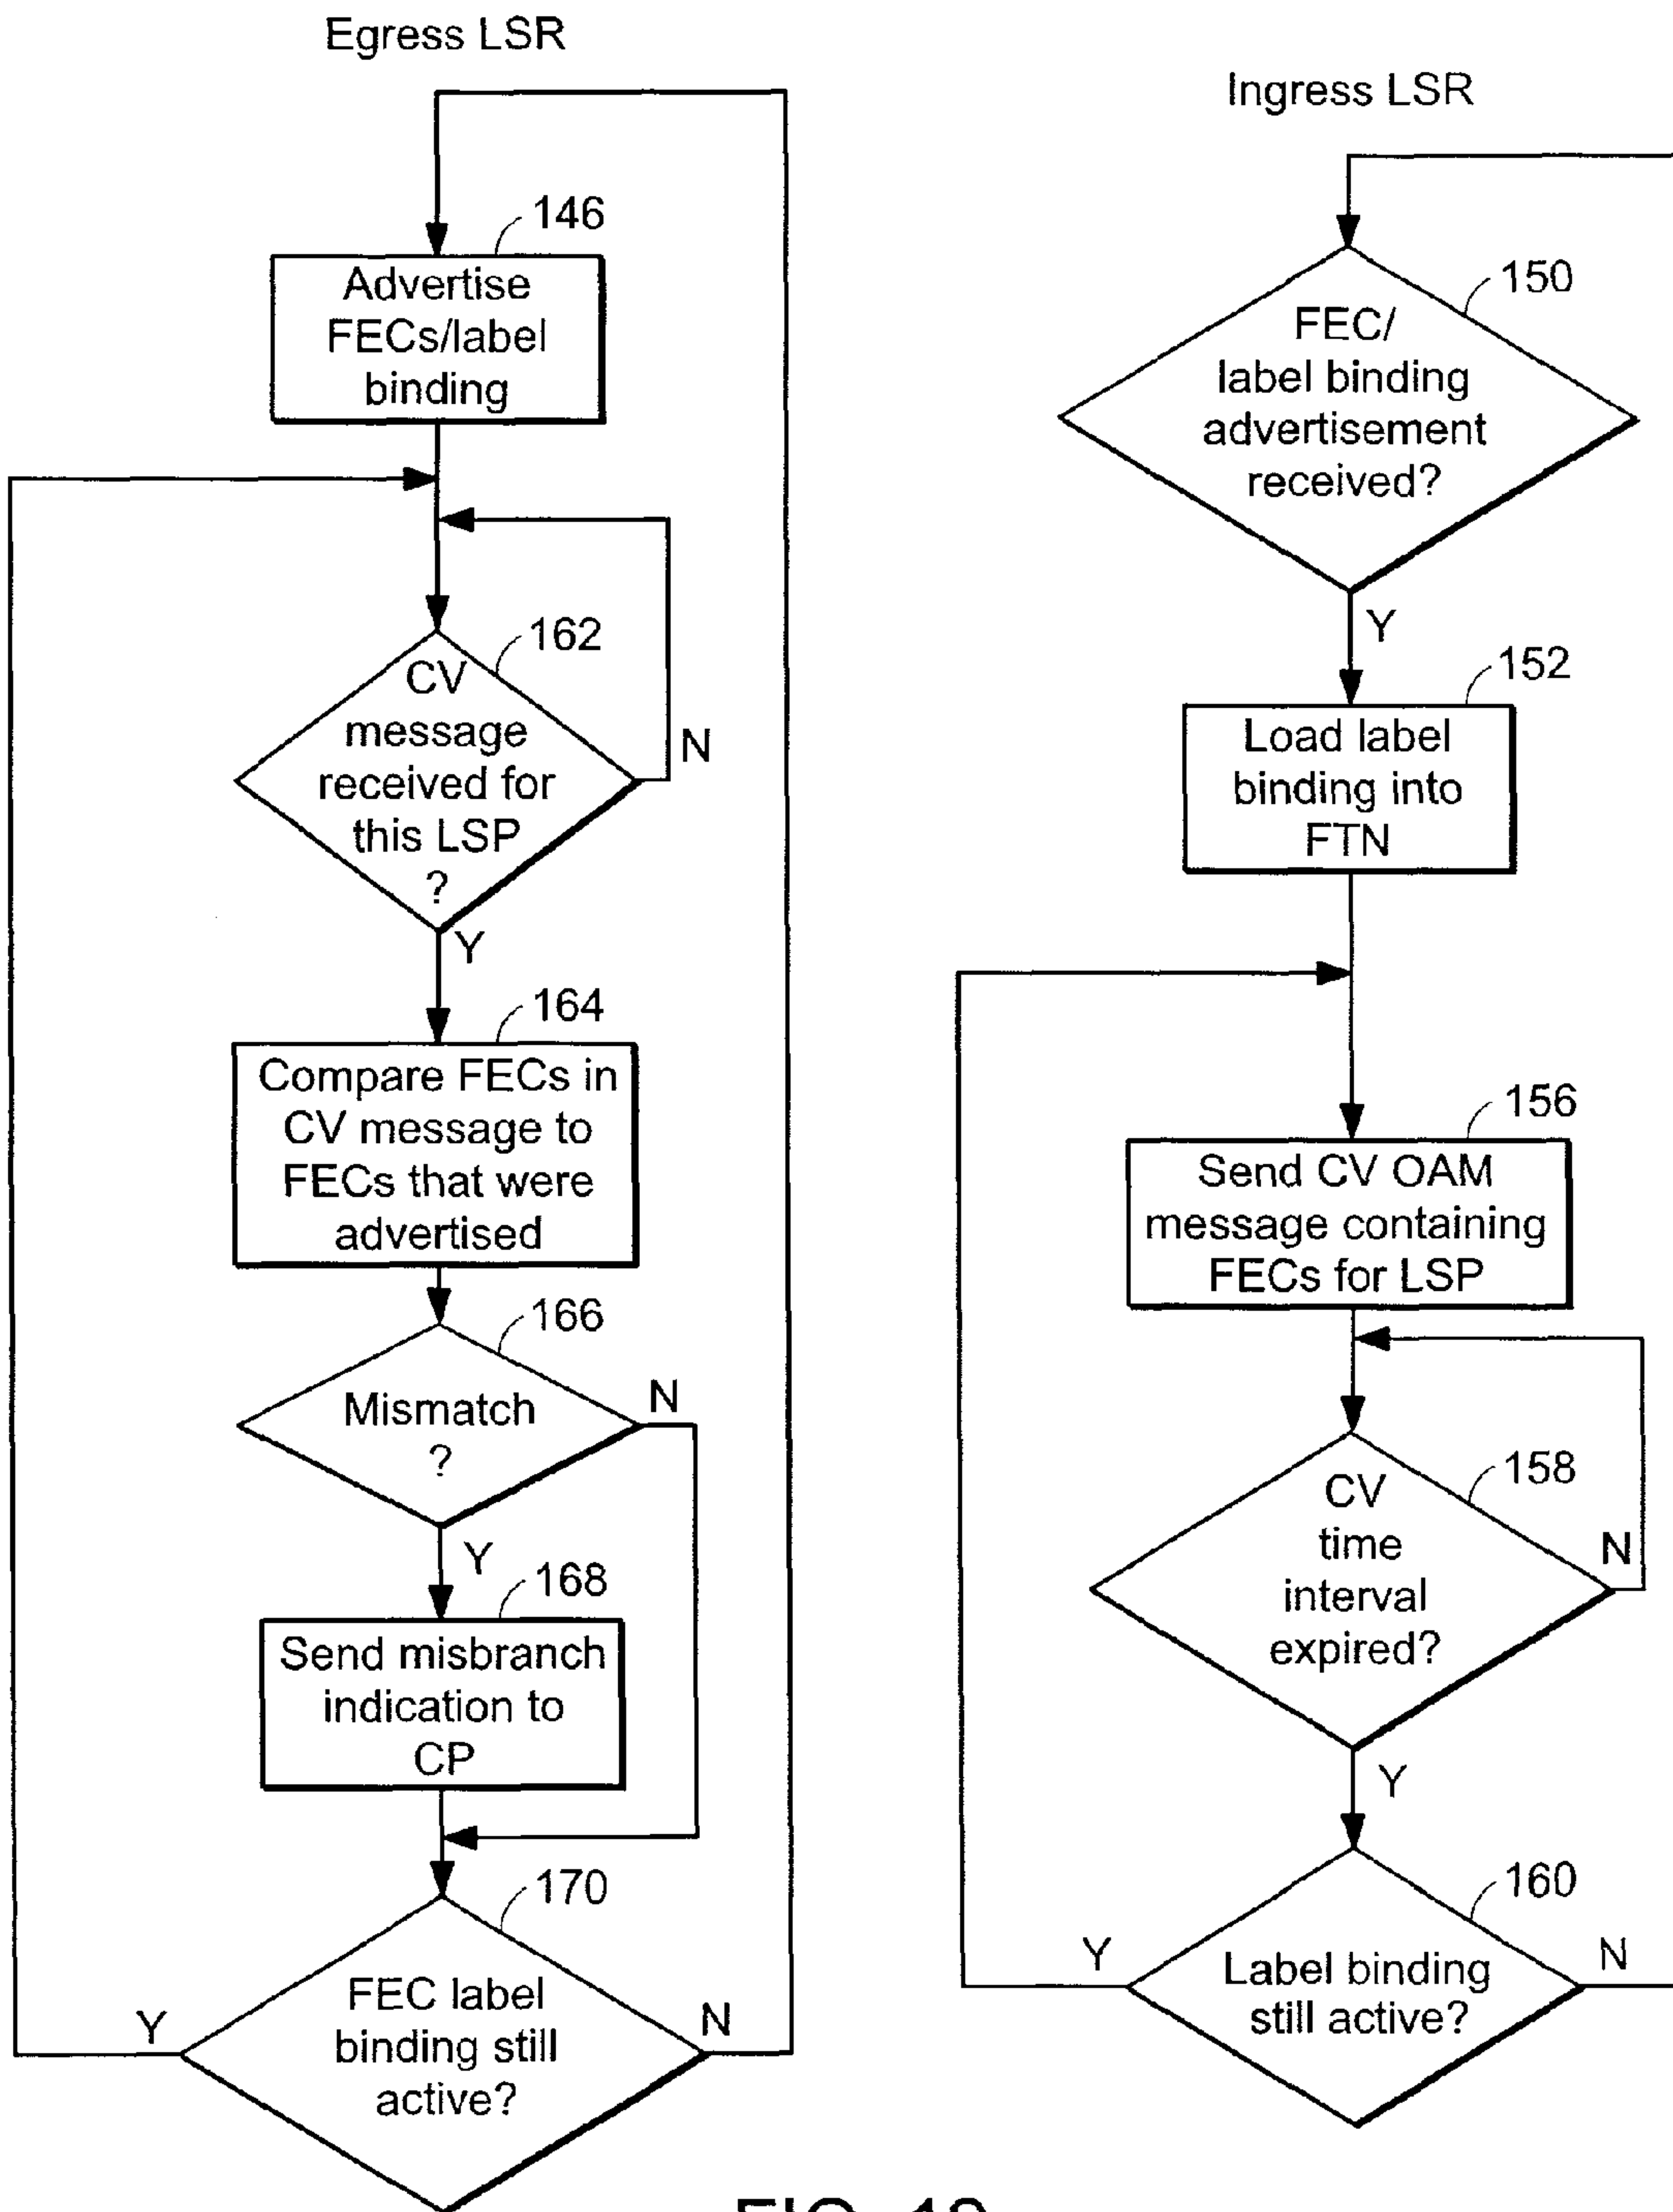 Egress LSR
146
Advertise
FECs/label
binding
162
CV
message
received for
this LSP
?
N
Y
164
Compare FECs in
CV message to
FECs that were
advertised
166
Mismatch
?
N
Y
168
Send misbranch
indication to
CP
170
FEC label
binding still
active?
Y
N
Ingress LSR
150
FEC/
label binding
advertisement
received?
Y
152
Load label
binding into
FTN
156
Send CV OAM
message containing
FECs for LSP
158
CV
time
interval
expired?
N
Y
160
Label binding
still active?
Y
N